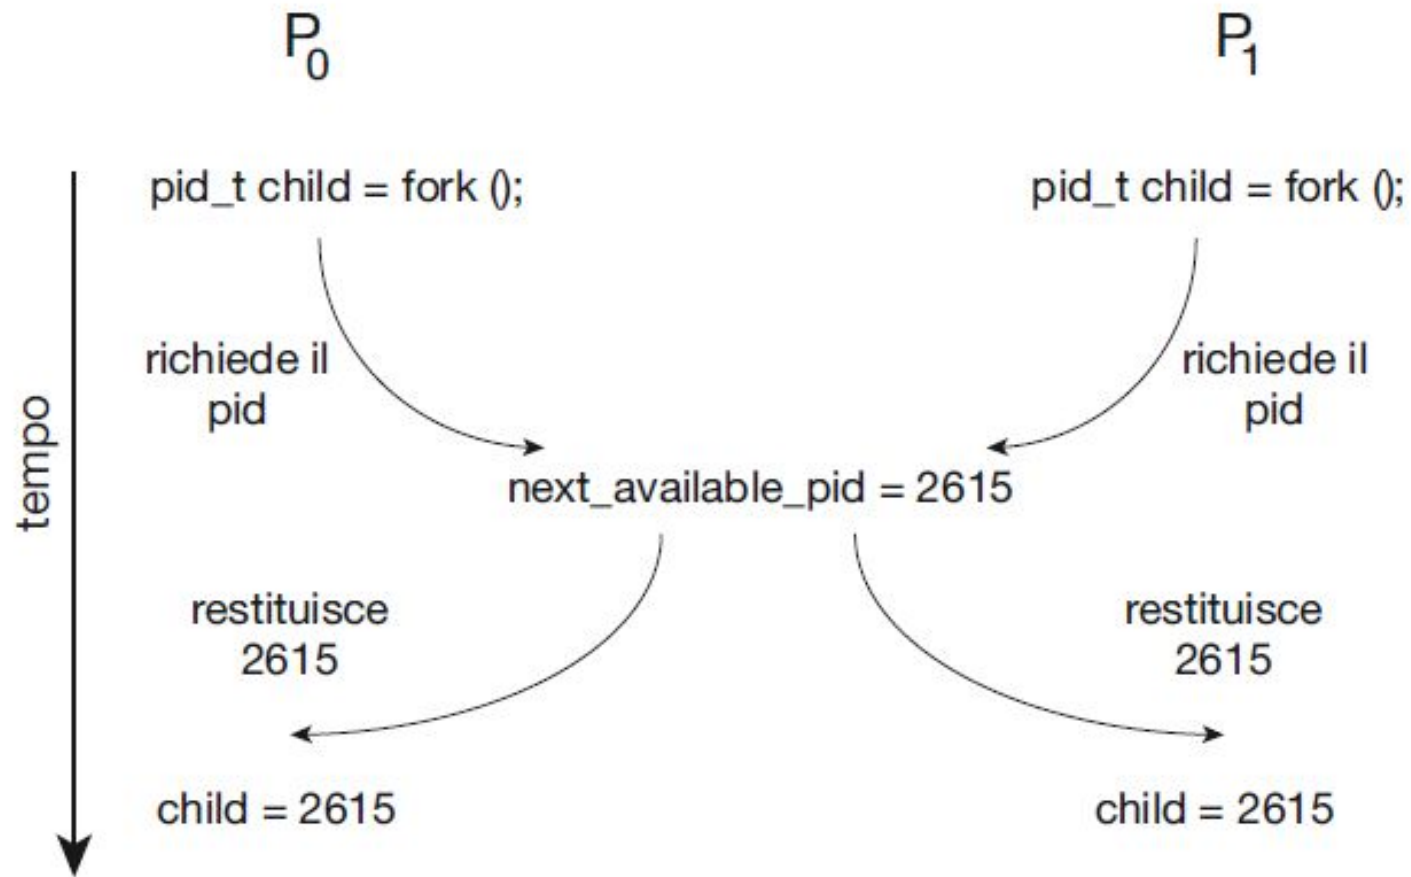 P0
P1
pid_t child = fork ();
pid_t child = fork ();
richiede il
pid
richiede il
pid
tempo
next_available_pid = 2615
restituisce
2615
restituisce
2615
child = 2615
child = 2615